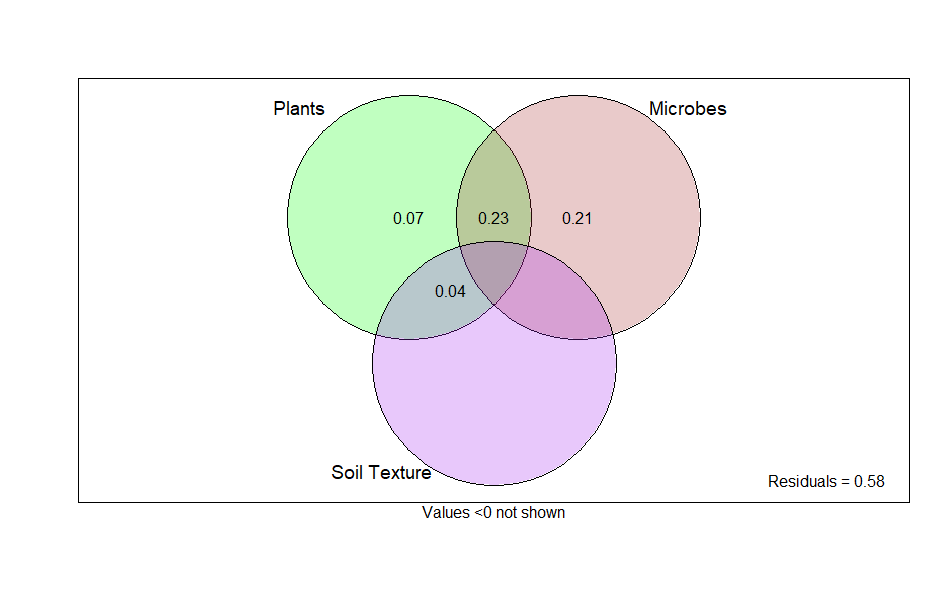 Plants
Microbes
0.07
0.23
0.21
0.04
Soil Texture
Residuals = 0.58
Values <0 not shown